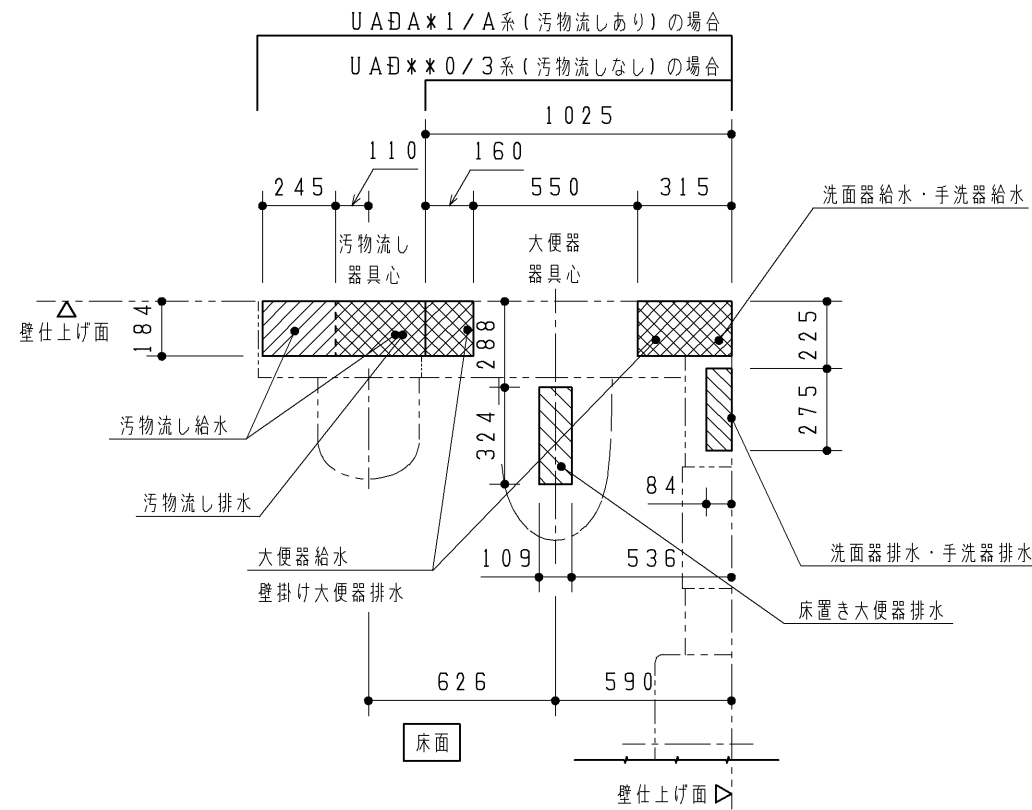 UADA*1/A系(汚物流しあり)の場合
UAD**0/3系(汚物流しなし)の場合
1025
110
160
245
550
315
洗面器給水・手洗器給水
汚物流し
器具心
大便器
器具心
壁仕上げ面
184
288
225
324
275
汚物流し給水
84
汚物流し排水
大便器給水
壁掛け大便器排水
109
536
洗面器排水・手洗器排水
床置き大便器排水
626
590
床面
壁仕上げ面